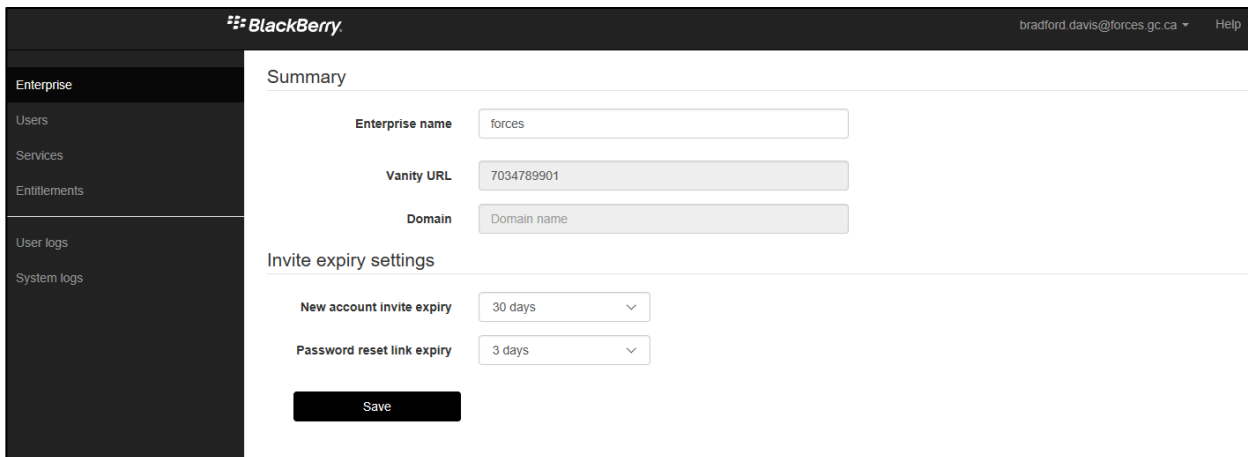 BlackBerry.
bradford.davis@forces.gc.ca
Help
Enterprise
Users
Services
Entitlements
User logs
System logs
Summary
Enterprise name forces
Vanity URL 7034789901
Domain Domain name
Invite expiry settings
New account invite expiry 30 days
Password reset link expiry 3 days
Save